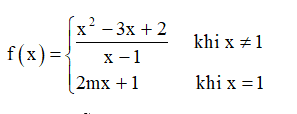 f(x) = { x² − 3x + 2 / x − 1 khi x ≠ 1
2mx + 1 khi x = 1